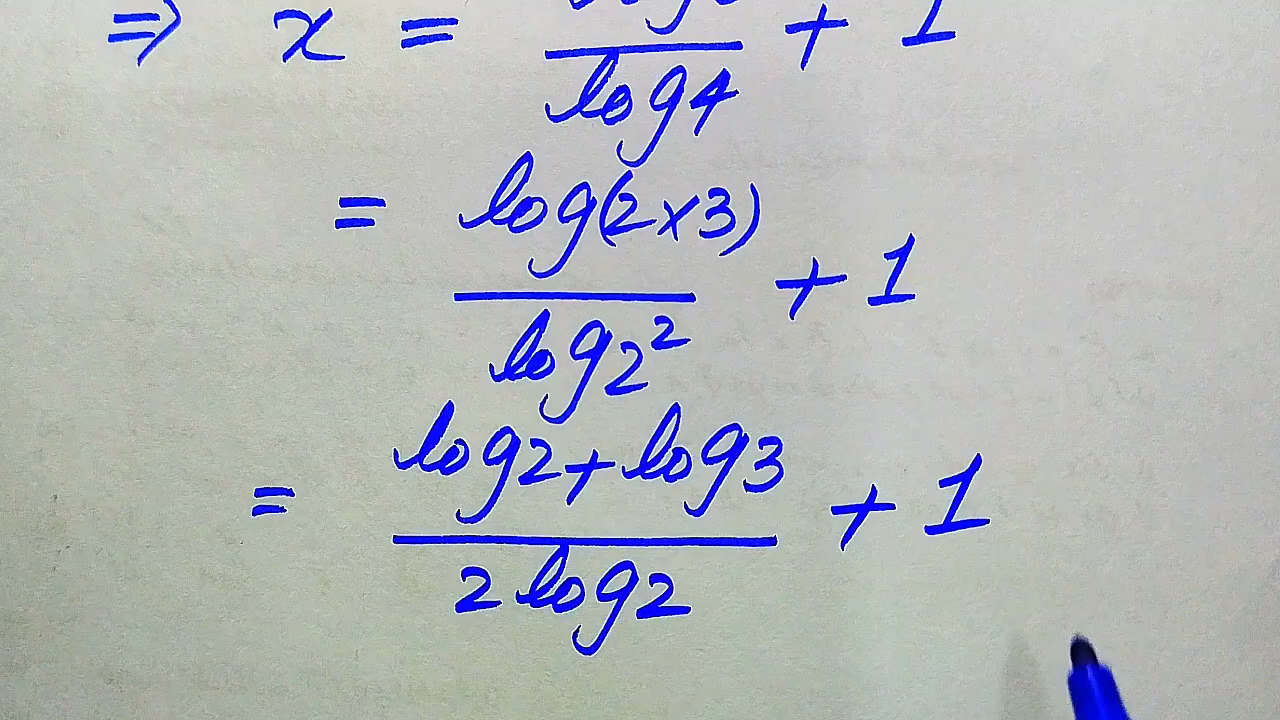 ⇒ x = + 1
log4
= log(2×3)
+ 1
log2²
= log2+log3
+ 1
2log2